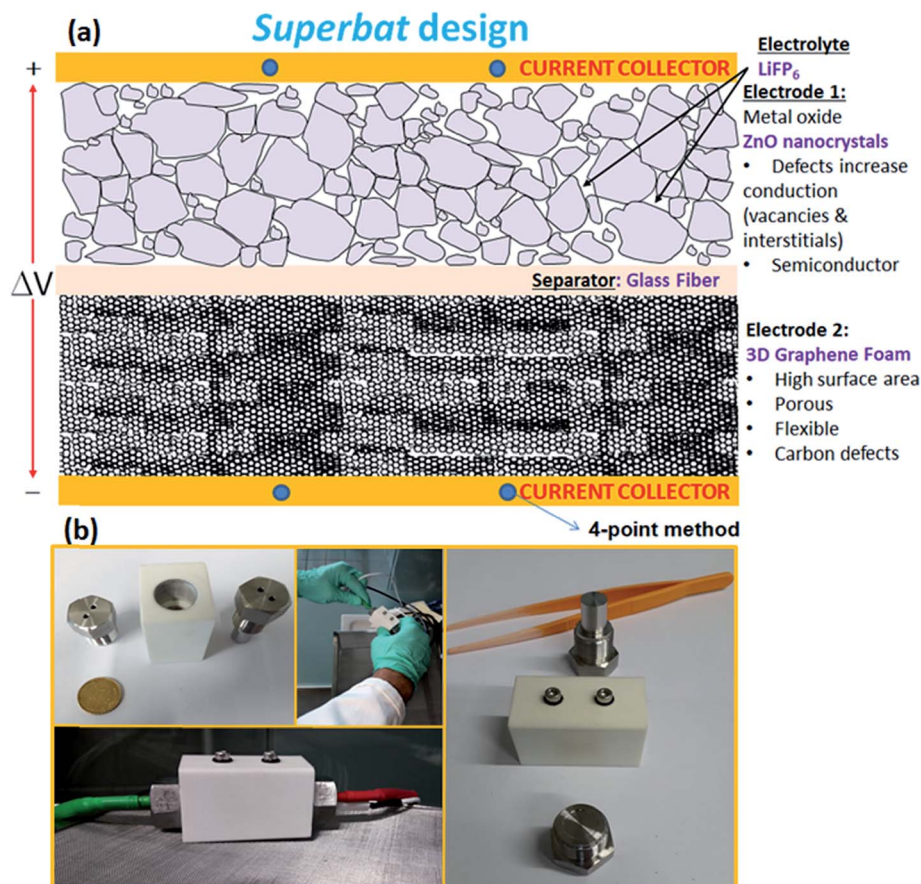 (a)
Superbat design
+
CURRENT COLLECTOR
Electrolyte
LiFP₆
Electrode 1:
Metal oxide
ZnO nanocrystals
• Defects increase
conduction
(vacancies &
interstitials)
• Semiconductor
ΔV
Separator: Glass Fiber
Electrode 2:
3D Graphene Foam
• High surface area
• Porous
• Flexible
• Carbon defects
–
CURRENT COLLECTOR
4-point method
(b)